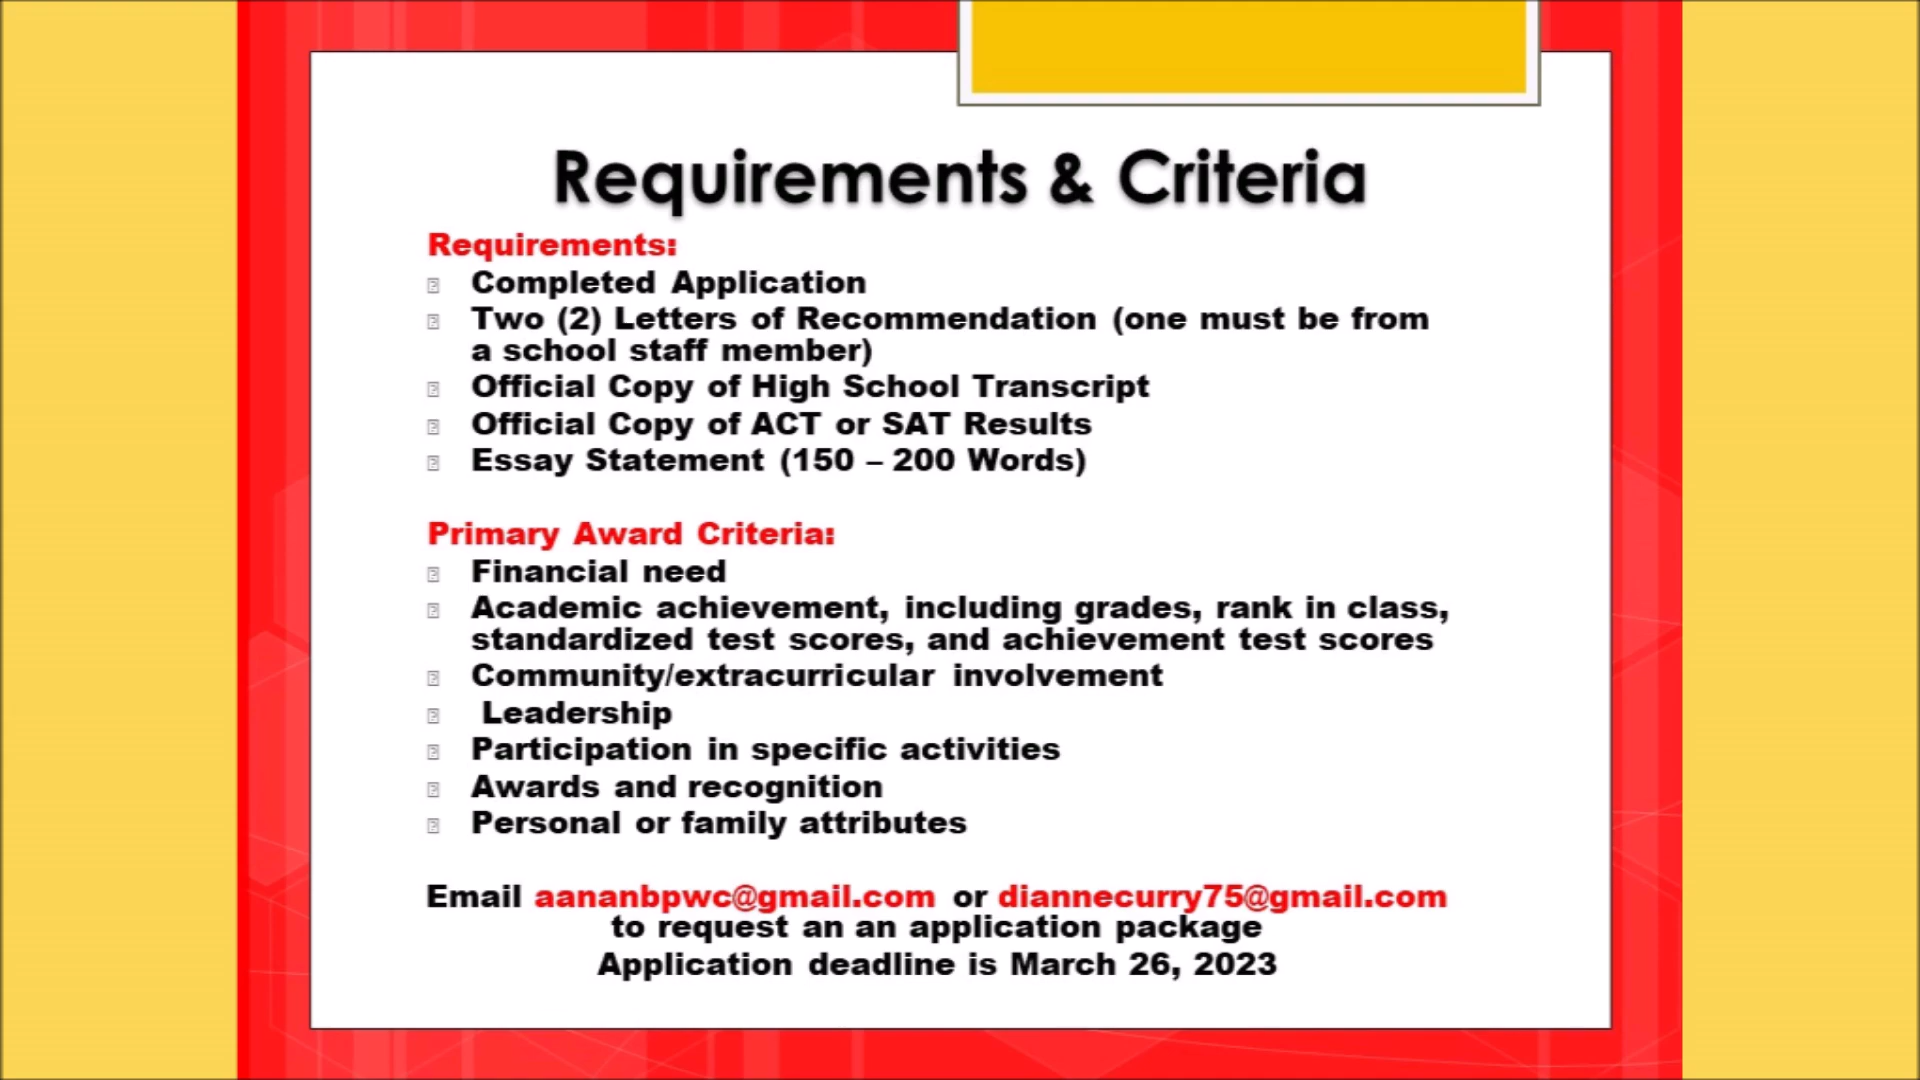 Requirements & Criteria
Requirements:
Completed Application
Two (2) Letters of Recommendation (one must be from
a school staff member)
Official Copy of High School Transcript
Official Copy of ACT or SAT Results
Essay Statement (150 – 200 Words)
Primary Award Criteria:
Financial need
Academic achievement, including grades, rank in class,
standardized test scores, and achievement test scores
Community/extracurricular involvement
Leadership
Participation in specific activities
Awards and recognition
Personal or family attributes
Email aananbpwc@gmail.com or diannecurry75@gmail.com
to request an an application package
Application deadline is March 26, 2023